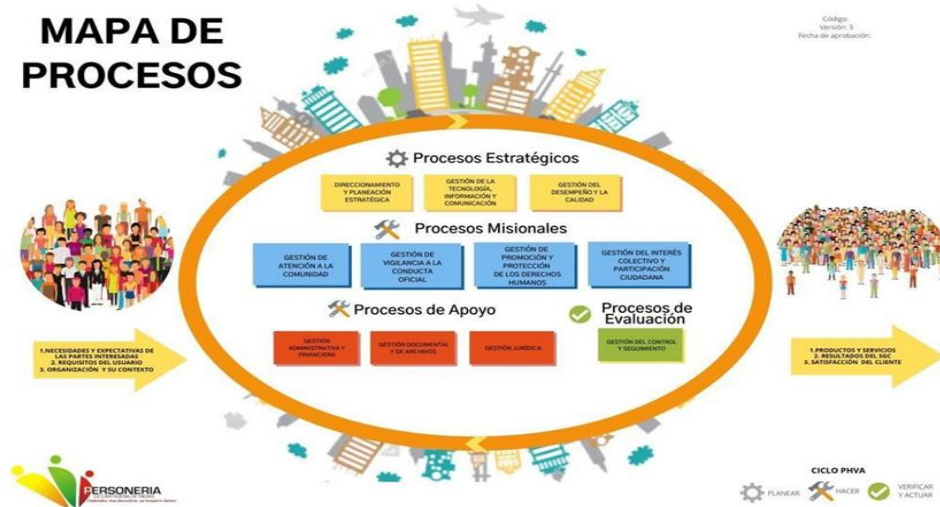 MAPA DE
PROCESOS
Código:
Versión: 3
Fecha de aprobación:
Procesos Estratégicos
DIRECCIONAMIENTO
Y PLANEACIÓN
ESTRATÉGICA
GESTIÓN DE LA
TECNOLOGÍA,
INFORMACIÓN Y
COMUNICACIÓN
GESTIÓN DEL
DESEMPEÑO Y LA
CALIDAD
Procesos Misionales
GESTIÓN DE
ATENCIÓN A LA
COMUNIDAD
GESTIÓN DE
VIGILANCIA A LA
CONDUCTA
OFICIAL
GESTIÓN DE
PROMOCIÓN Y
PROTECCIÓN
DE LOS DERECHOS
HUMANOS
GESTIÓN DEL INTERÉS
COLECTIVO Y
PARTICIPACIÓN
CIUDADANA
Procesos de Apoyo
GESTIÓN
ADMINISTRATIVA Y
FINANCIERA
GESTIÓN DOCUMENTAL
Y DE ARCHIVOS
GESTIÓN JURÍDICA
Procesos de
Evaluación
GESTIÓN DEL CONTROL
Y SEGUIMIENTO
1.NECESIDADES Y EXPECTATIVAS DE
LAS PARTES INTERESADAS
2. REQUISITOS DEL USUARIO
3. ORGANIZACIÓN Y SU CONTEXTO
1.PRODUCTOS Y SERVICIOS
2. RESULTADOS DEL SGC
3. SATISFACCIÓN DEL CLIENTE
PERSONERIA
DE CARTAGENA DE INDIAS
CICLO PHVA
PLANEAR
HACER
VERIFICAR
Y ACTUAR